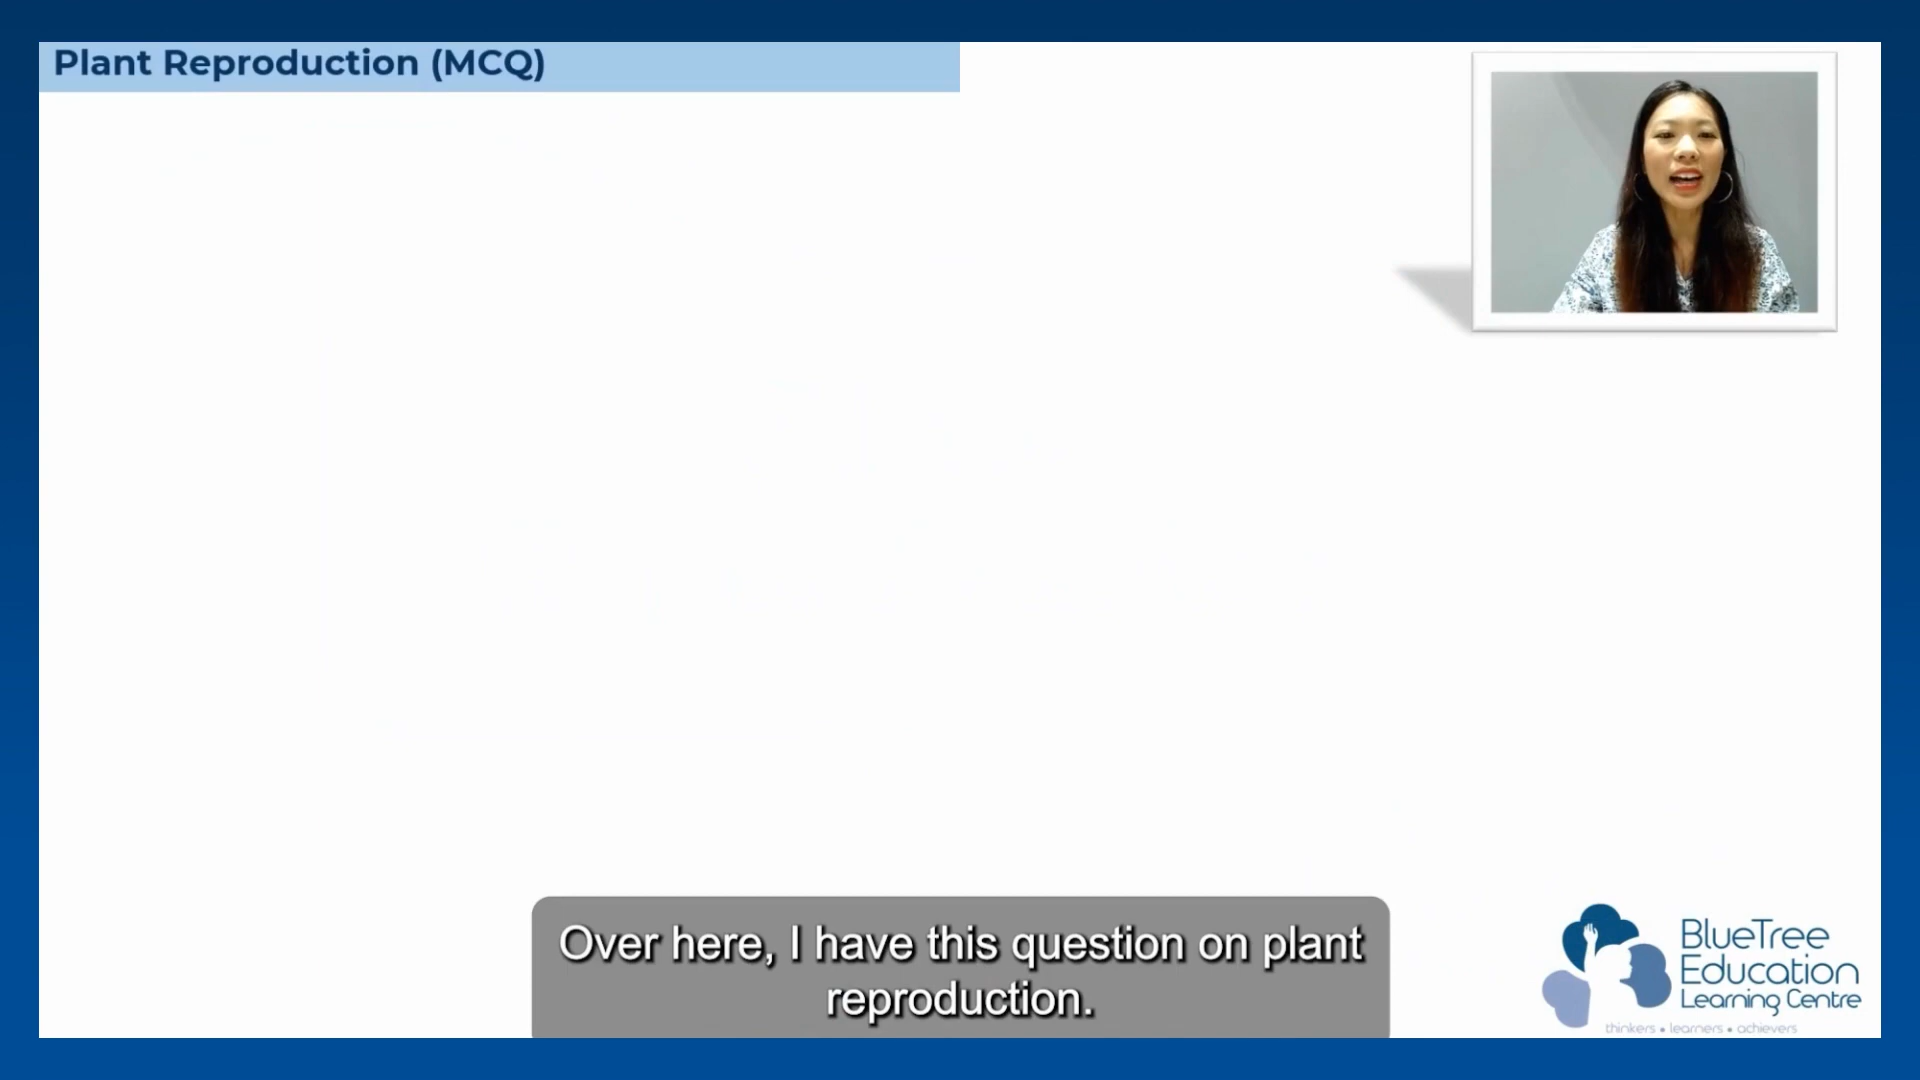 Plant Reproduction (MCQ)
Over here, I have this question on plant
reproduction.
BlueTree
Education
Learning Centre
thinkers • learners • achievers